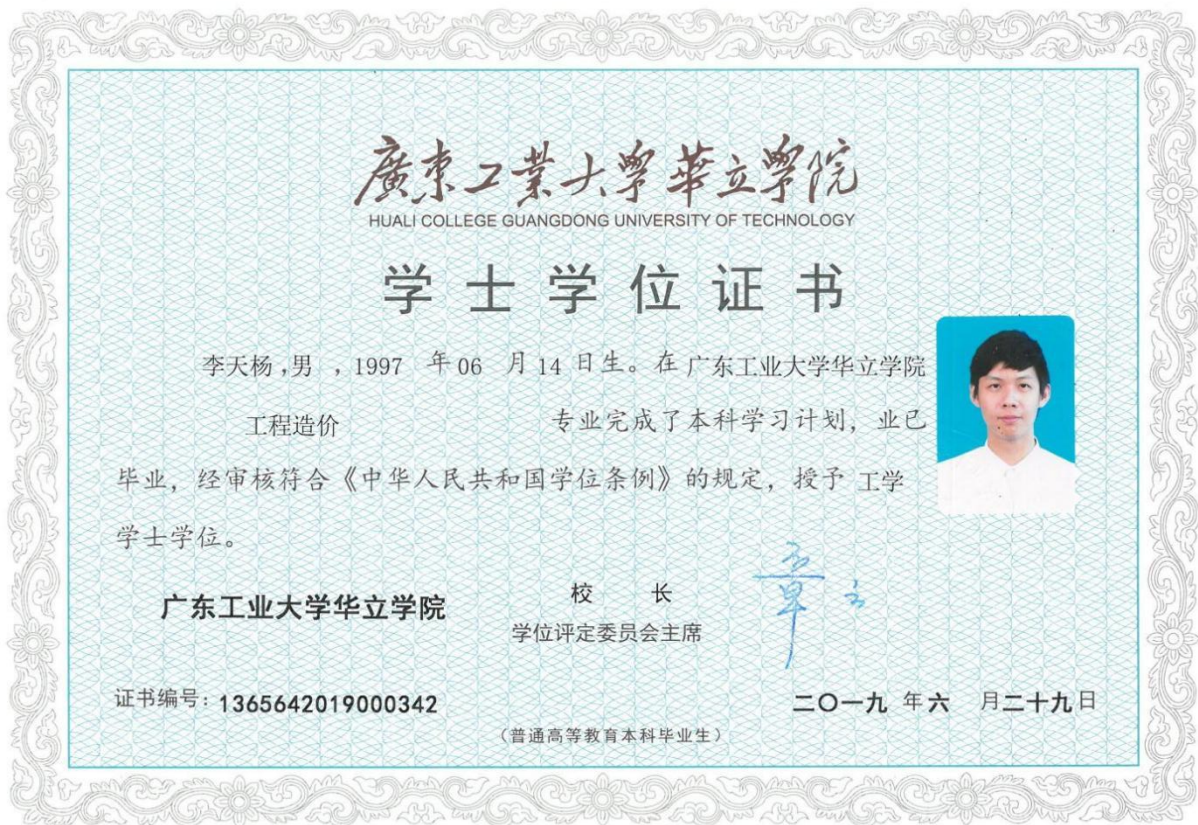 廣東工業大學華立學院
HUALI COLLEGE GUANGDONG UNIVERSITY OF TECHNOLOGY
学士学位证书
李天杨,男 ,1997 年 06 月 14 日生。在 广东工业大学华立学院
工程造价 专业完成了本科学习计划，业已
毕业，经审核符合《中华人民共和国学位条例》的规定，授予 工学
学士学位。
广东工业大学华立学院
校 长
学位评定委员会主席
证书编号：1365642019000342
二〇一九 年六 月二十九日
（普通高等教育本科毕业生）